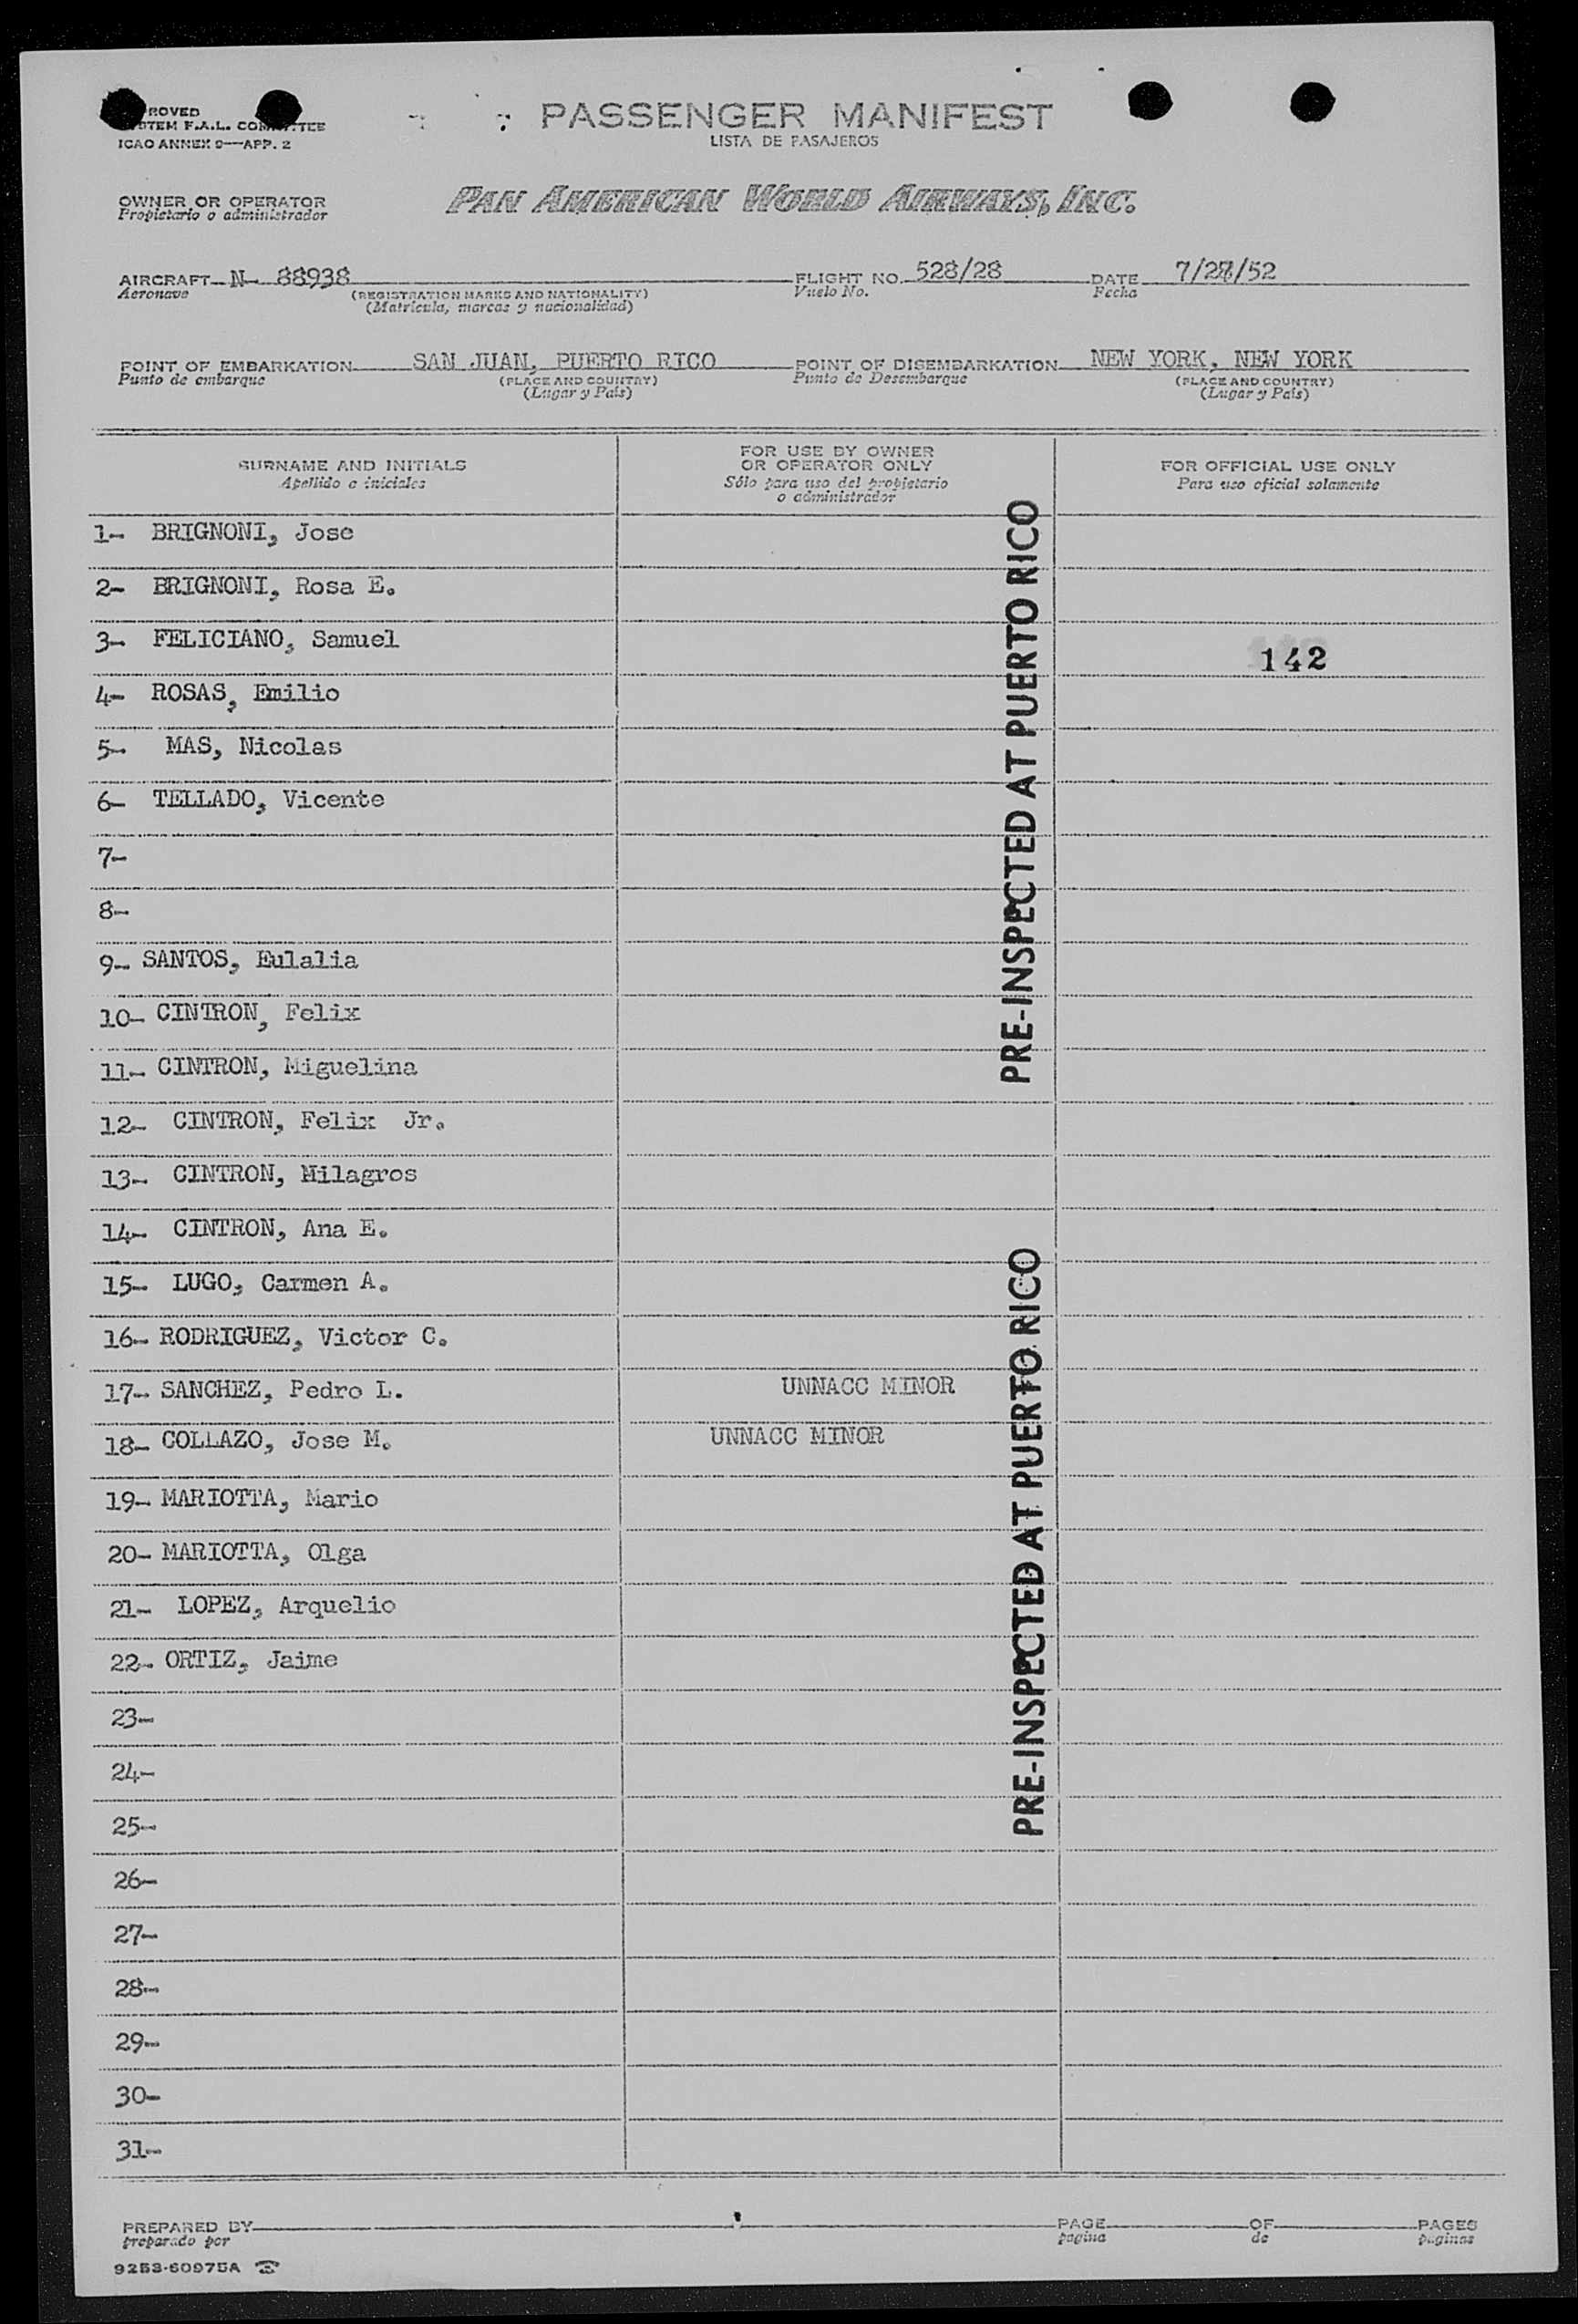 PASSENGER MANIFEST
LISTA DE PASAJEROS
ROVED
STEM F.A.L. COMMITTEE
ICAO ANNEX 9—APP. 2
OWNER OR OPERATOR
Propietario o administrador
PAN AMERICAN WORLD AIRWAYS, INC.
AIRCRAFT N- 88938
Aeronave
(REGISTRATION MARKS AND NATIONALITY)
(Matrícula, marcas y nacionalidad)
FLIGHT NO. 528/28
Vuelo No.
DATE 7/28/52
Fecha
POINT OF EMBARKATION SAN JUAN, PUERTO RICO
Punto de embarque
(PLACE AND COUNTRY)
(Lugar y País)
POINT OF DISEMBARKATION NEW YORK, NEW YORK
Punto de Desembarque
(PLACE AND COUNTRY)
(Lugar y País)
SURNAME AND INITIALS
Apellido e iniciales
FOR USE BY OWNER
OR OPERATOR ONLY
Sólo para uso del propietario
o administrador
FOR OFFICIAL USE ONLY
Para uso oficial solamente
1- BRIGNONI, Jose
2- BRIGNONI, Rosa E.
3- FELICIANO, Samuel
142
4- ROSAS, Emilio
5- MAS, Nicolas
6- TELLADO, Vicente
7-
8-
9- SANTOS, Eulalia
10- CINTRON, Felix
11- CINTRON, Miguelina
12- CINTRON, Felix Jr.
13- CINTRON, Milagros
14- CINTRON, Ana E.
15- LUGO, Carmen A.
16- RODRIGUEZ, Victor C.
17- SANCHEZ, Pedro L. UNNACC MINOR
18- COLLAZO, Jose M. UNNACC MINOR
19- MARIOTTA, Mario
20- MARIOTTA, Olga
21- LOPEZ, Arquelio
22- ORTIZ, Jaime
23-
24-
25-
26-
27-
28-
29-
30-
31-
PRE-INSPECTED AT PUERTO RICO
PRE-INSPECTED AT PUERTO RICO
PREPARED BY
preparado por
PAGE OF PAGES
pagina de paginas
9253-60975A